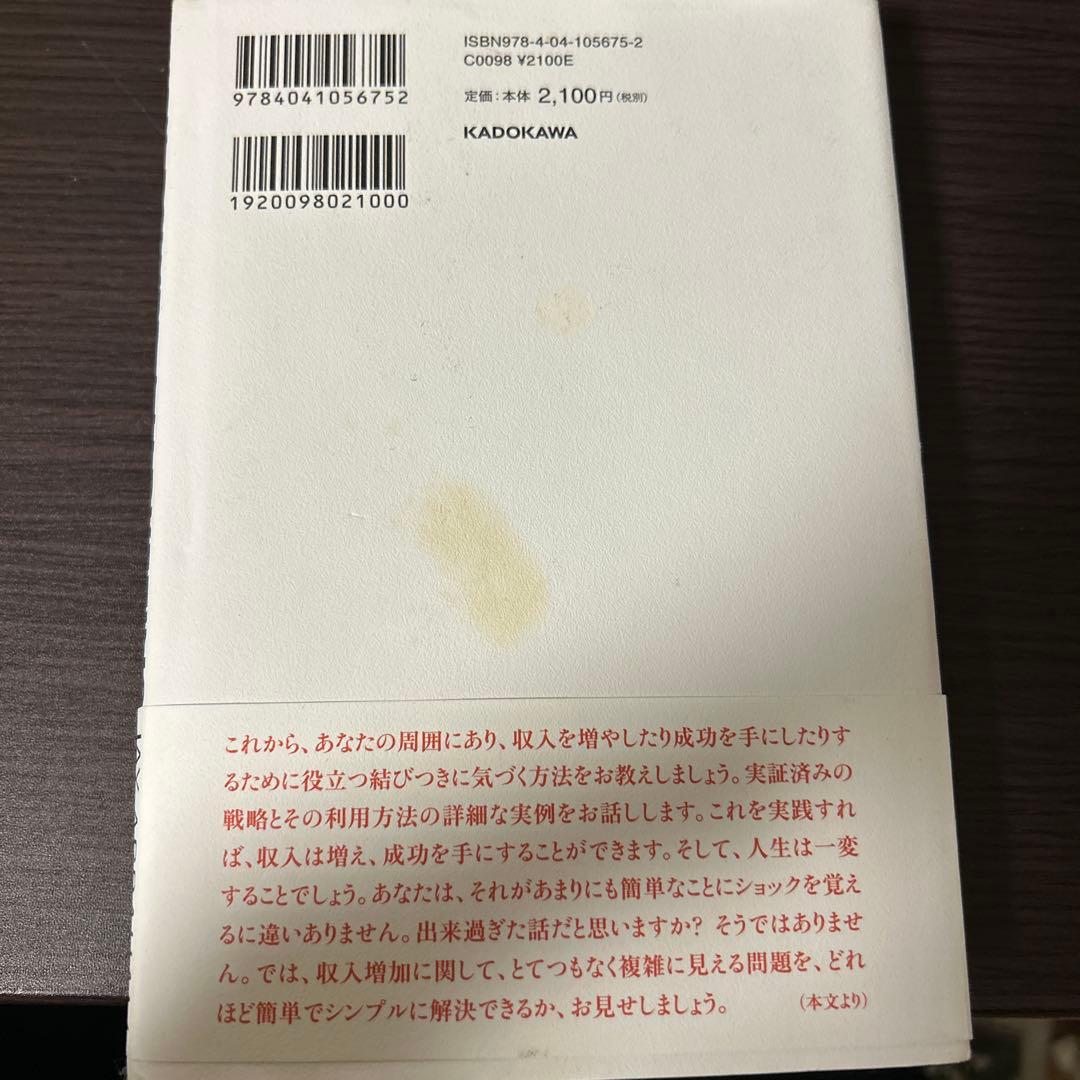 ISBN978-4-04-105675-2
C0098 ¥2100E
9784041056752
定価:本体 2,100円(税別)
KADOKAWA
1920098021000
これから、あなたの周囲にあり、収入を増やしたり成功を手にしたりす
るために役立つ結びつきに気づく方法をお教えしましょう。実証済みの
戦略とその利用方法の詳細な実例をお話しします。これを実践すれ
ば、収入は増え、成功を手にすることができます。そして、人生は一変
することでしょう。あなたは、それがあまりにも簡単なことにショックを覚え
るに違いありません。出来過ぎた話だと思いますか? そうではありませ
ん。では、収入増加に関して、とてつもなく複雑に見える問題を、どれ
ほど簡単でシンプルに解決できるか、お見せしましょう。 (本文より)